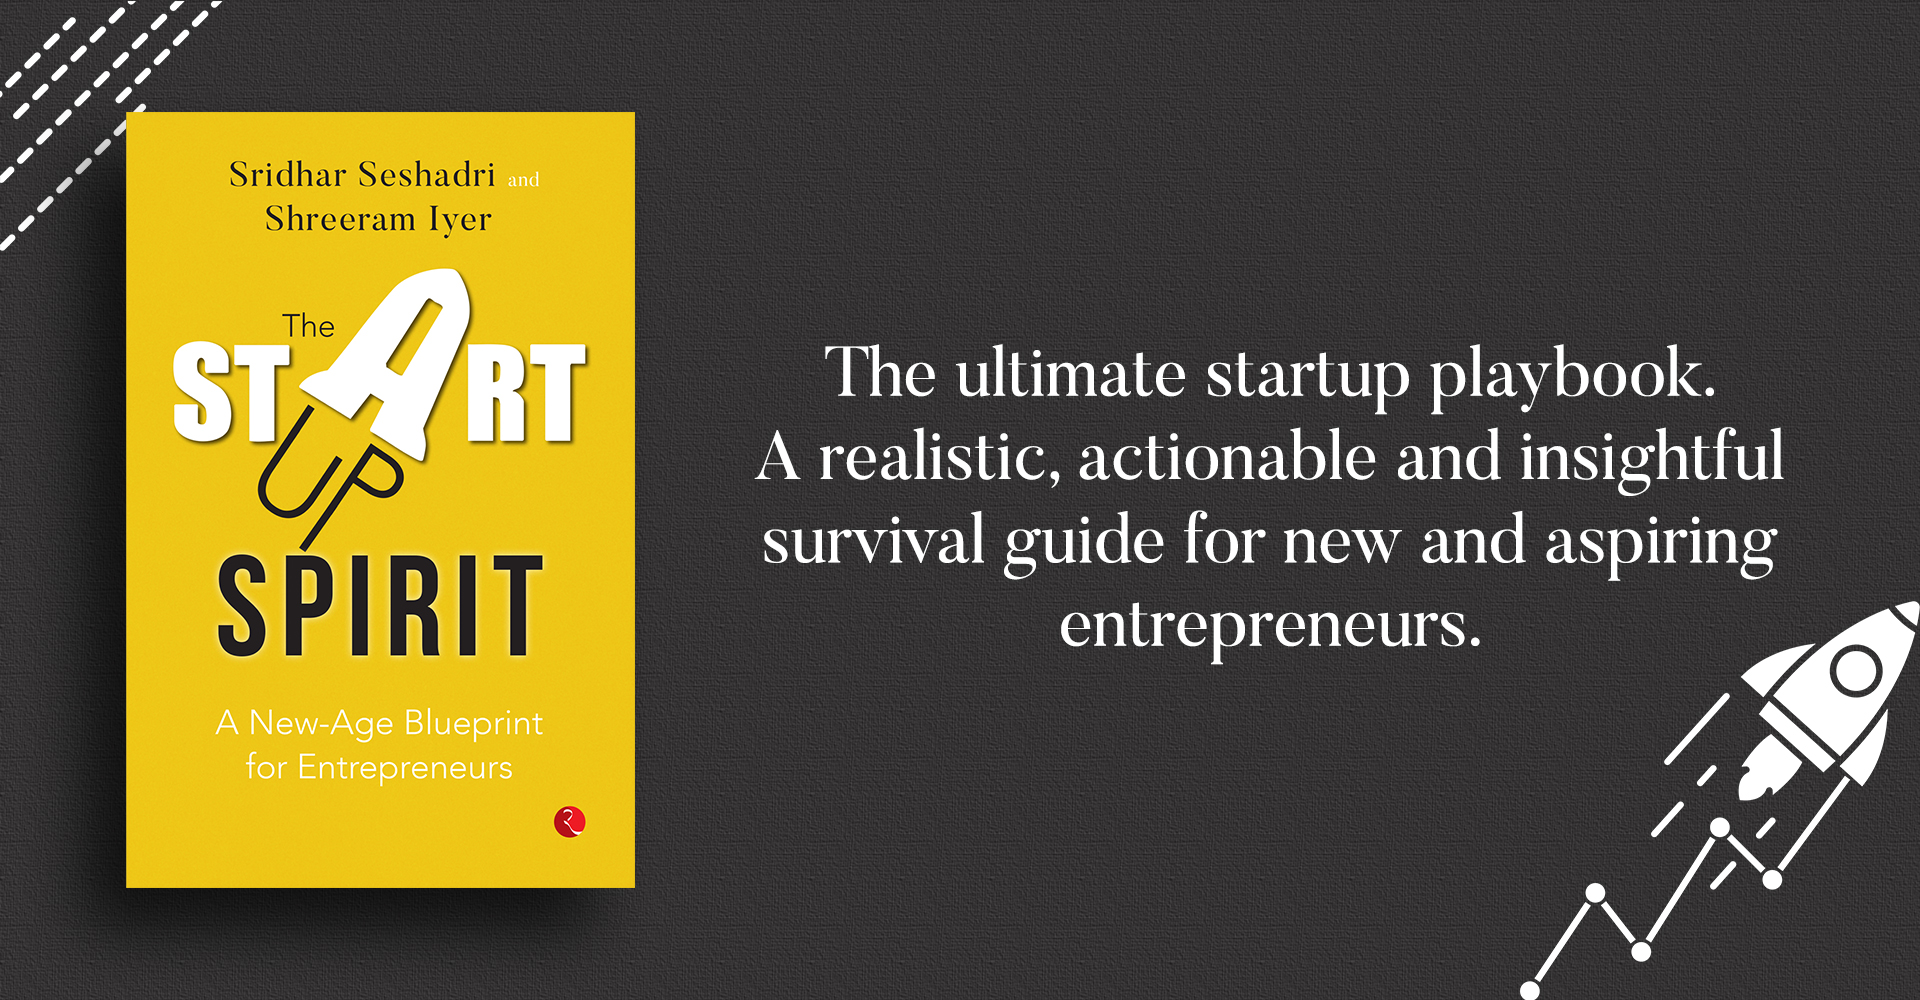 Sridhar Seshadri and
Shreeram Iyer
The
START
UP
SPIRIT
A New-Age Blueprint
for Entrepreneurs
The ultimate startup playbook.
A realistic, actionable and insightful
survival guide for new and aspiring
entrepreneurs.